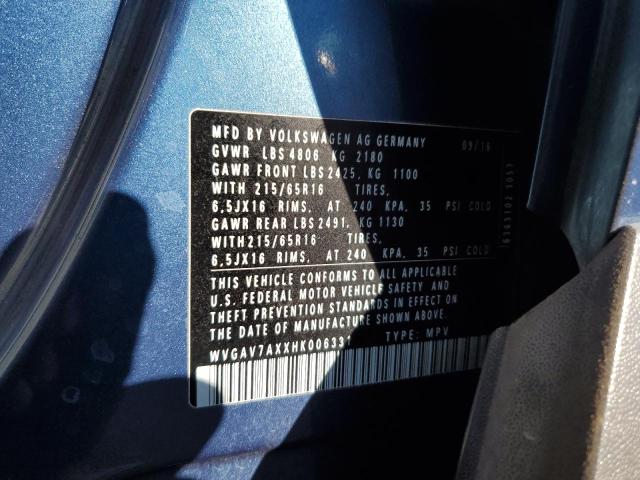 MFD BY VOLKSWAGEN AG GERMANY 09/16
GVWR LBS 4806 KG 2180
GAWR FRONT LBS 2425, KG 1100
WITH 215/65R16 TIRES,
6,5JX16 RIMS, AT 240 KPA, 35 PSI COLD
GAWR REAR LBS 2491, KG 1130
WITH 215/65R16 TIRES,
6,5JX16 RIMS, AT 240 KPA, 35 PSI COLD
THIS VEHICLE CONFORMS TO ALL APPLICABLE
U.S. FEDERAL MOTOR VEHICLE SAFETY AND
THEFT PREVENTION STANDARDS IN EFFECT ON
THE DATE OF MANUFACTURE SHOWN ABOVE.
WVGAV7AXXHK006331 TYPE: MPV